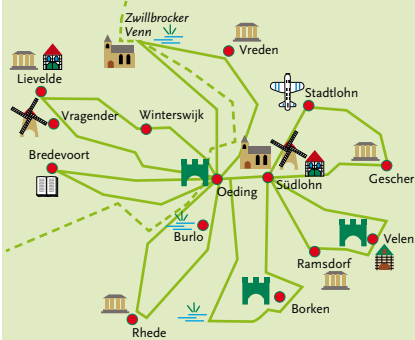 Zwillbrocker
Venn
Vreden
Lievelde
Stadtlohn
Vragender
Winterswijk
Bredevoort
Gescher
Oeding
Südlohn
Burlo
Velen
Ramsdorf
Borken
Rhede